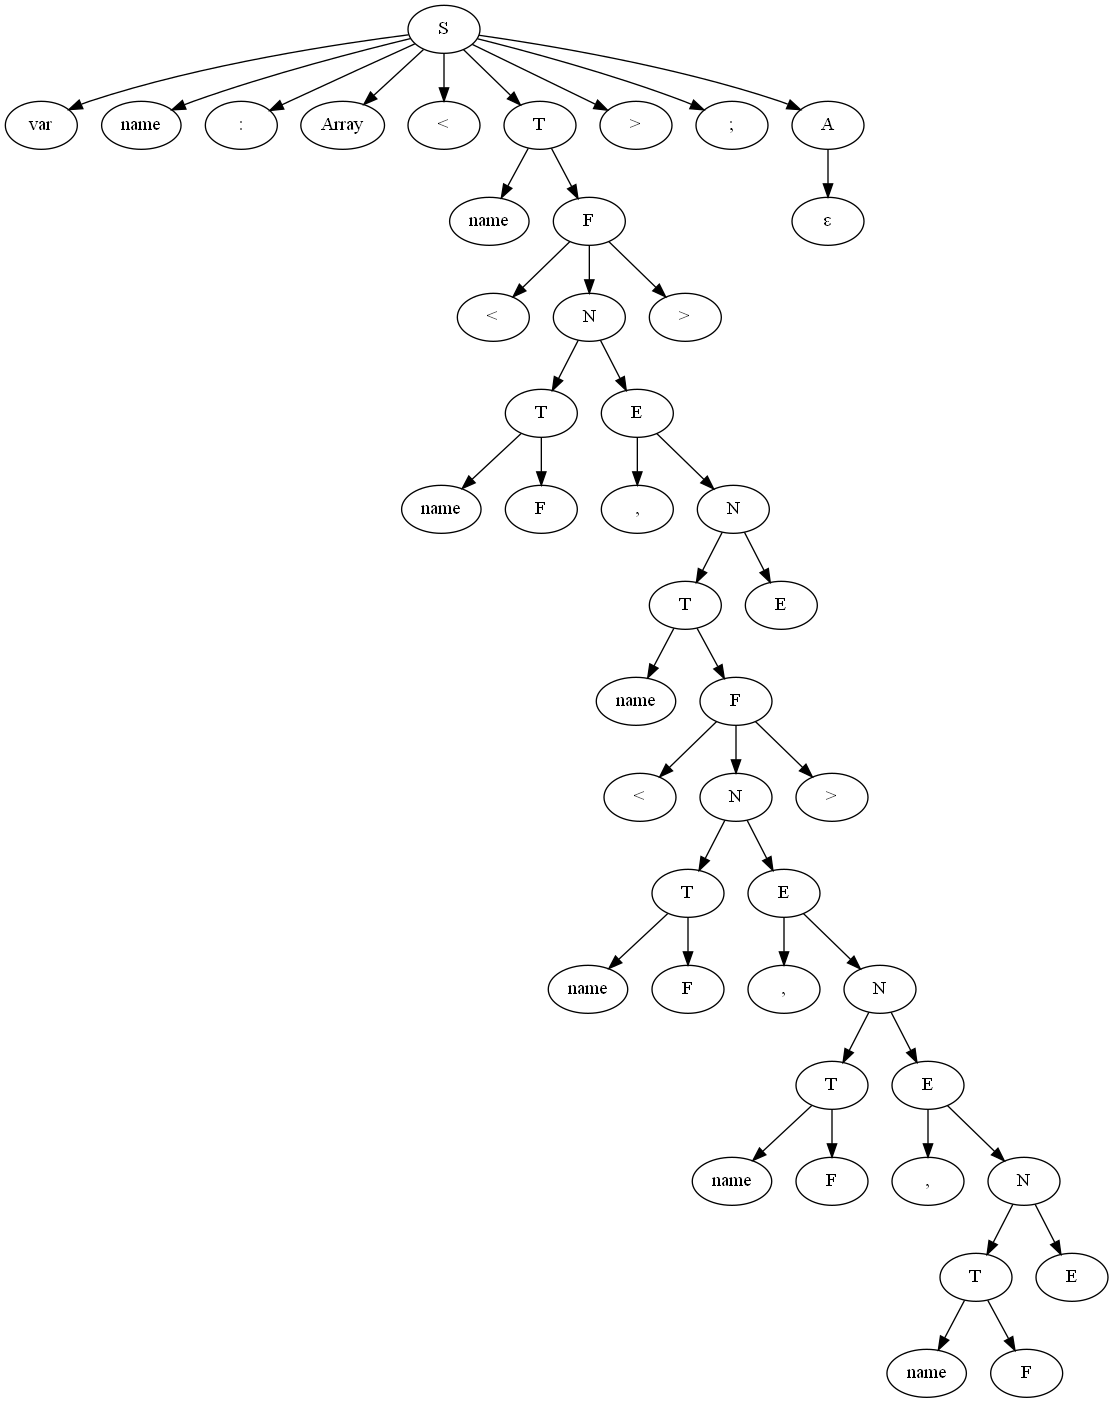 S
var name : Array < T > ; A
name F ε
< N >
T E
name F , N
T E
name F
< N >
T E
name F , N
T E
name F , N
T E
name F